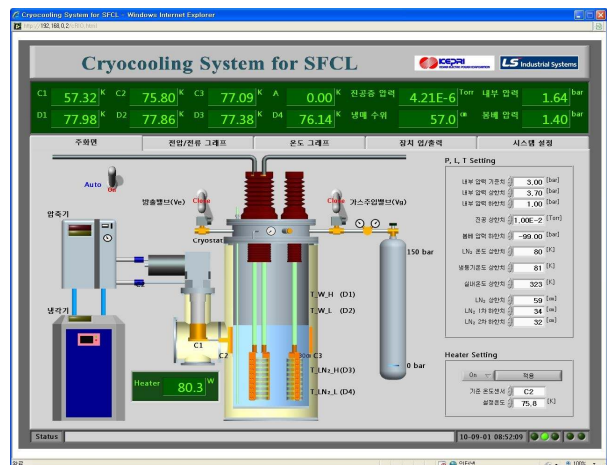 Cryocooling System for SFCL - Windows Internet Explorer
Cryocooling System for SFCL
KEPRI
LS Industrial Systems
C1 57.32 K C2 75.80 K C3 77.09 K A 0.00 K 진공층 압력 4.21E-6 Torr 내부 압력 1.64 bar
D1 77.98 K D2 77.86 K D3 77.38 K D4 76.14 K 냉매 수위 57.0 cm 봄베 압력 1.40 bar
주화면 전압/전류 그래프 온도 그래프 장치 입/출력 시스템 설정
Auto On
방출밸브(Ve) Close
Close 가스주입밸브(Vg)
압축기
Cryostat
150 bar
C2
T_W_H (D1)
T_W_L (D2)
냉각기
C1
C2
C3
T_LN₂_H(D3)
0 bar
T_LN₂_L (D4)
Heater 80.3 W
P, L, T Setting
내부 압력 기준치 3.00 [bar]
내부 압력 상한치 3.70 [bar]
내부 압력 하한치 1.00 [bar]
진공 상한치 1.00E-2 [Torr]
봄베 압력 하한치 -99.00 [bar]
LN₂ 온도 상한치 80 [K]
냉동기온도 상한치 81 [K]
실내온도 상한치 323 [K]
LN₂ 상한치 59 [cm]
LN₂ 1차 하한치 34 [cm]
LN₂ 2차 하한치 32 [cm]
Heater Setting
On 적용
기준 온도센서 C2
설정온도 75.8 [K]
Status
10-09-01 08:52:09
완료
인터넷
100%